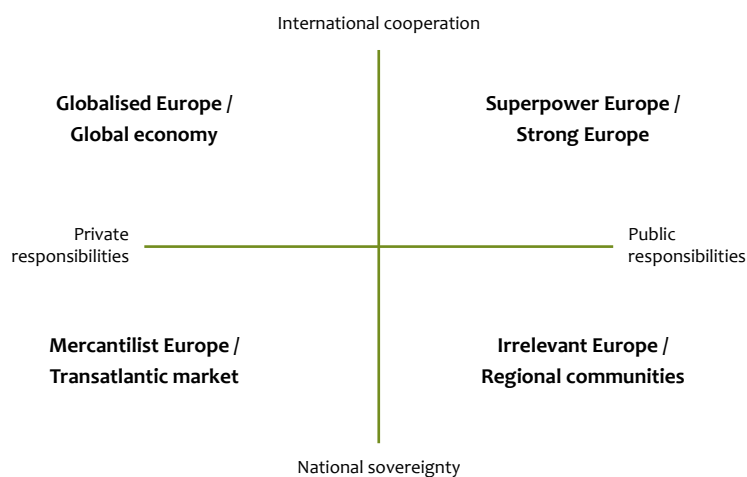 International cooperation
Globalised Europe /
Global economy
Superpower Europe /
Strong Europe
Private
responsibilities
Public
responsibilities
Mercantilist Europe /
Transatlantic market
Irrelevant Europe /
Regional communities
National sovereignty